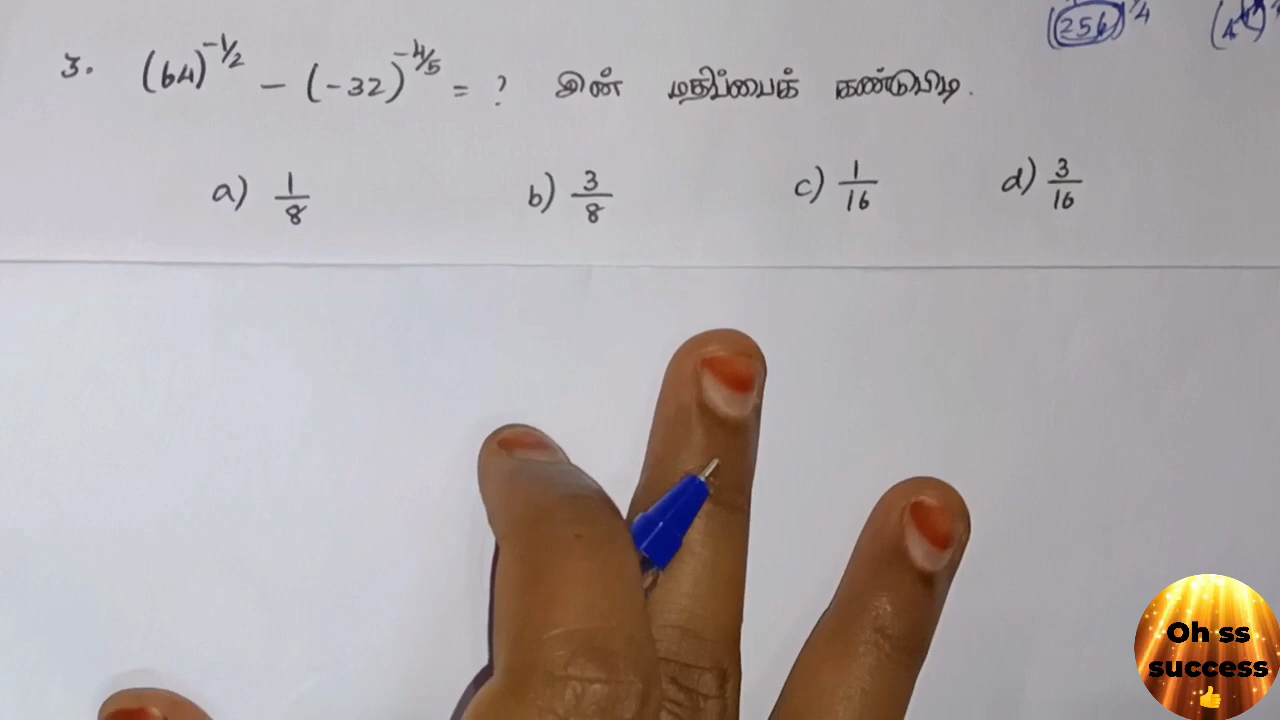 (256)^1/4
3. (64)^-1/2 - (-32)^-4/5 = ? இன் மதிப்பைக் கண்டுபிடி.
a) 1/8 b) 3/8 c) 1/16 d) 3/16
Oh ss
success